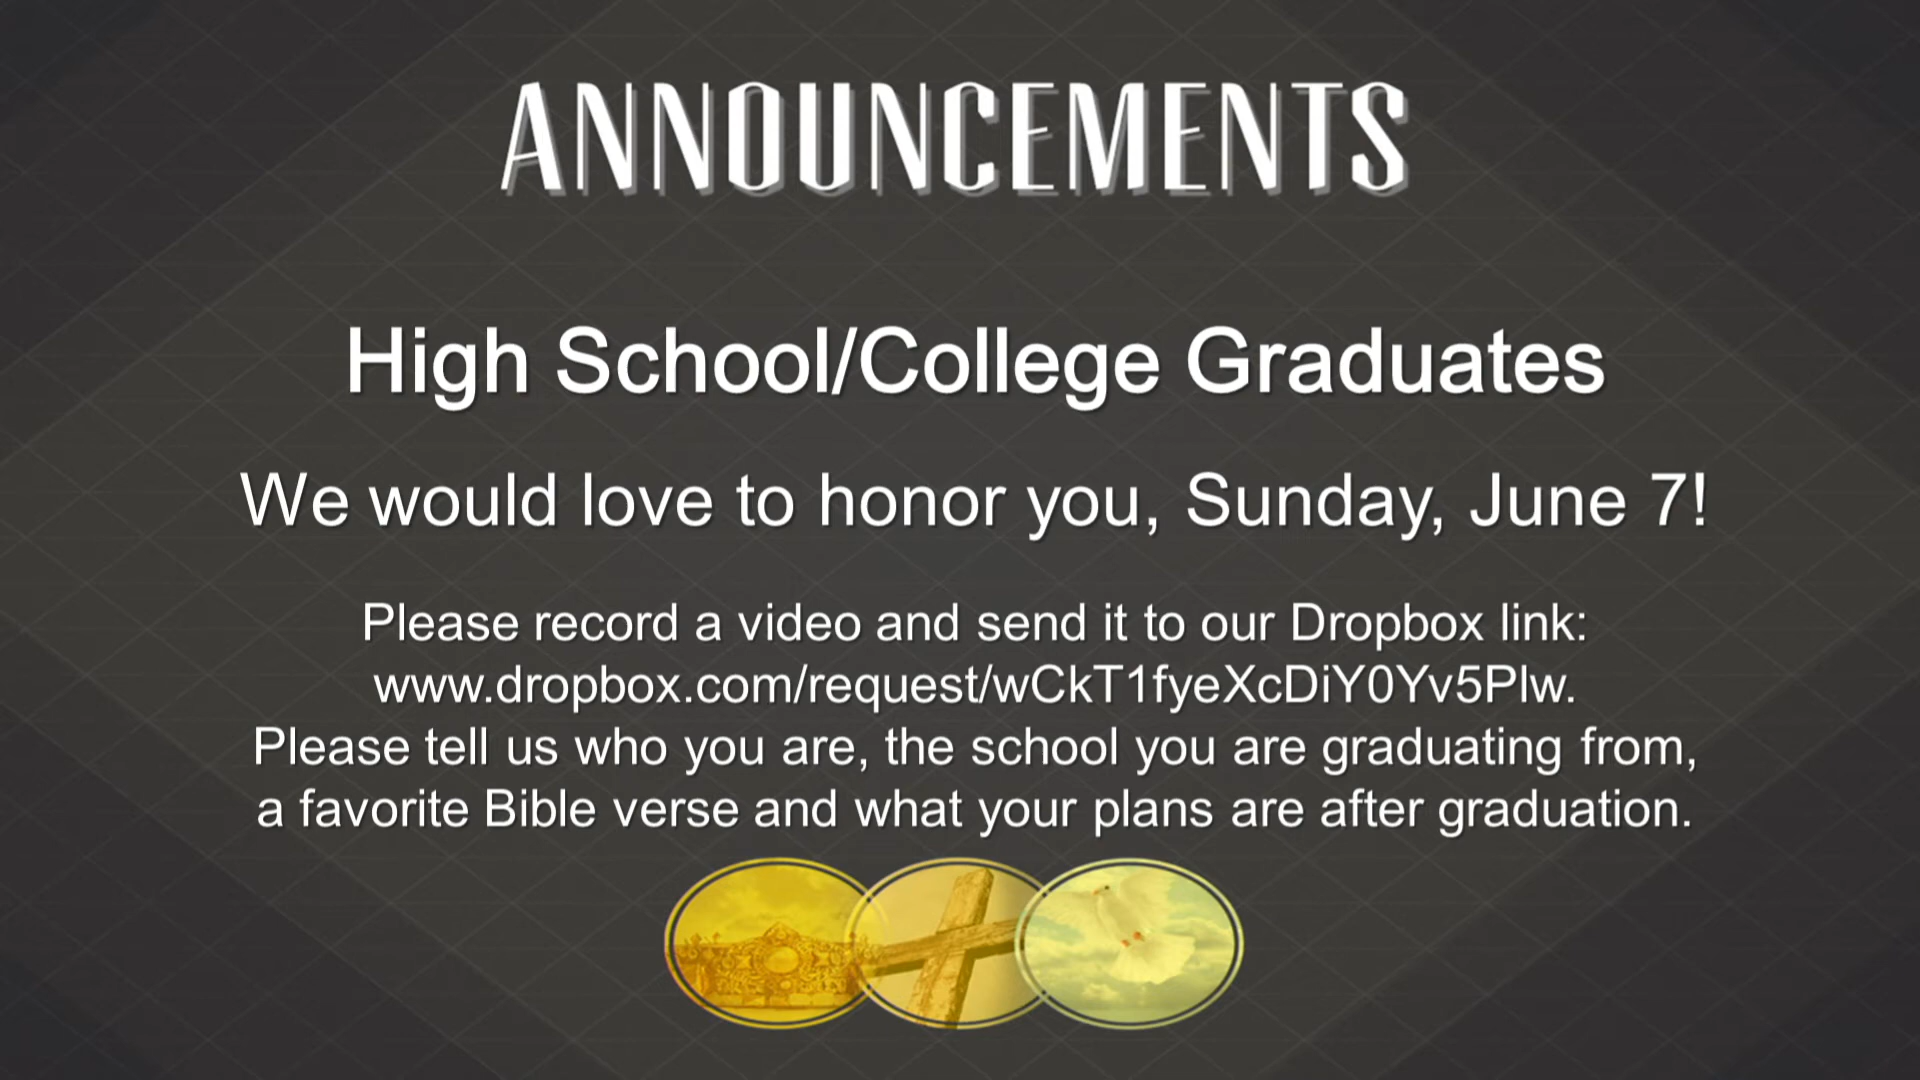 ANNOUNCEMENTS
High School/College Graduates
We would love to honor you, Sunday, June 7!
Please record a video and send it to our Dropbox link:
www.dropbox.com/request/wCkT1fyeXcDiY0Yv5Plw.
Please tell us who you are, the school you are graduating from,
a favorite Bible verse and what your plans are after graduation.